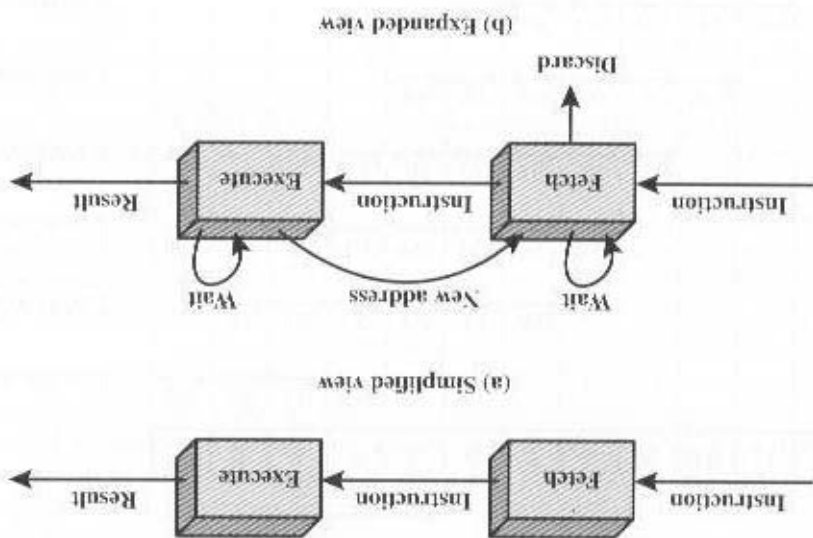 Instruction
Fetch
Instruction
Execute
Result
(a) Simplified view
Wait
New address
Wait
Instruction
Fetch
Instruction
Execute
Result
Discard
(b) Expanded view